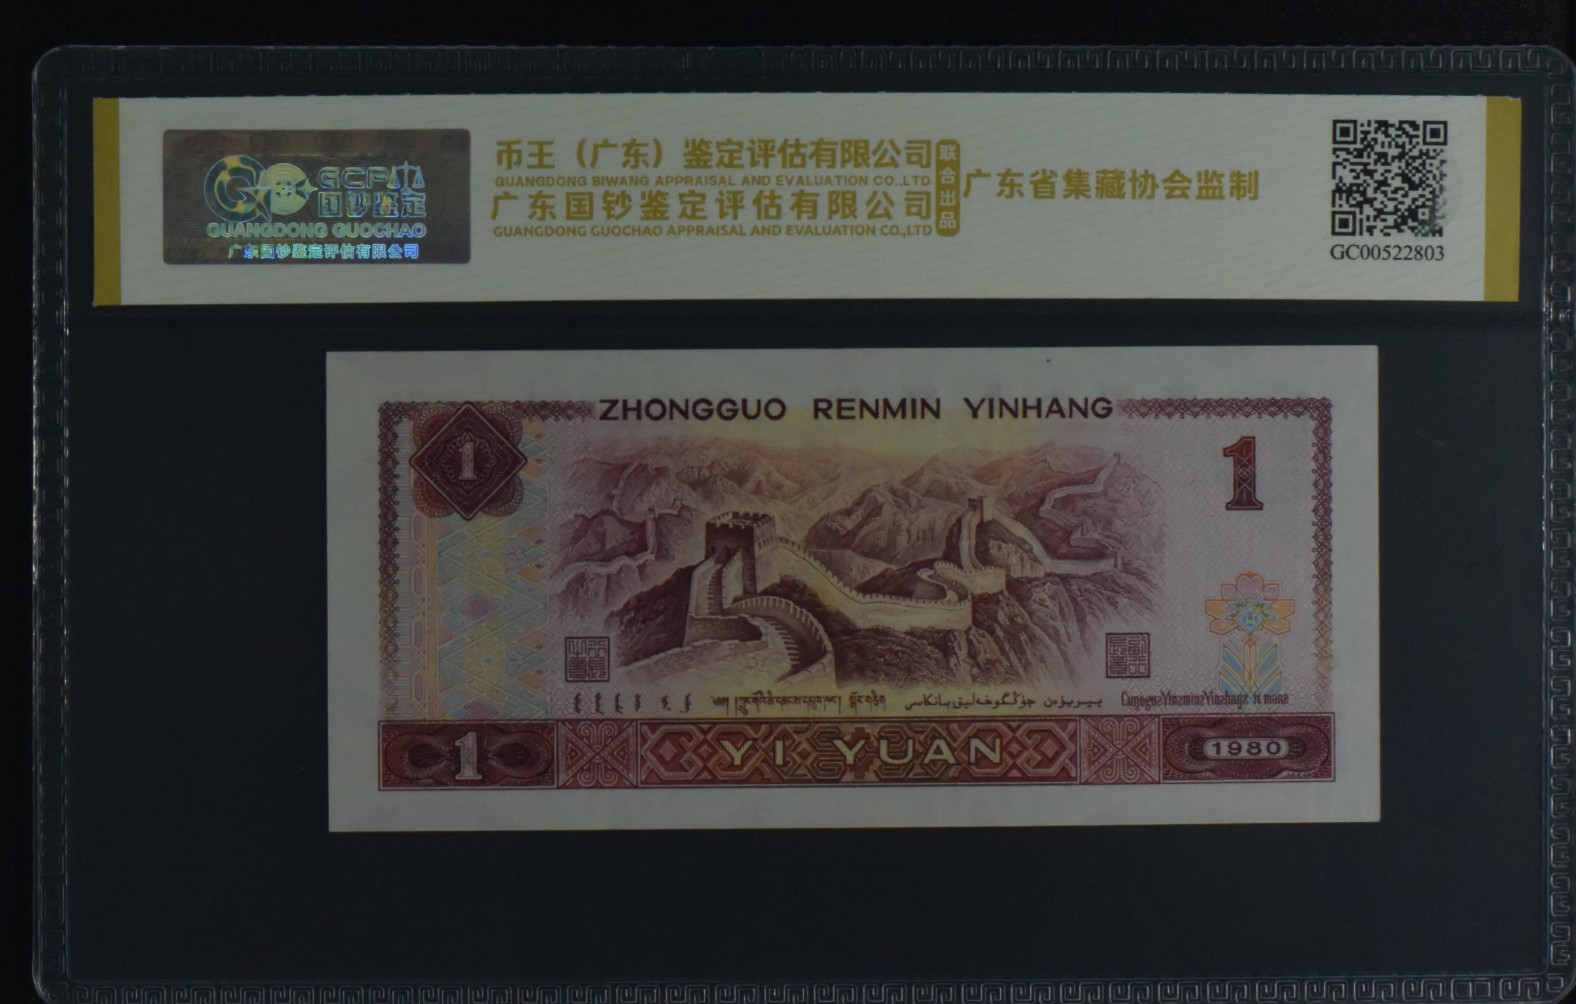 GCP
国钞鉴定
GUANGDONG GUOCHAO
广东国钞鉴定评估有限公司
币王（广东）鉴定评估有限公司
GUANGDONG BIWANG APPRAISAL AND EVALUATION CO.,LTD
广东国钞鉴定评估有限公司
GUANGDONG GUOCHAO APPRAISAL AND EVALUATION CO.,LTD
联合出品
广东省集藏协会监制
GC00522803
ZHONGGUO RENMIN YINHANG
1
1
1
YI YUAN
1980